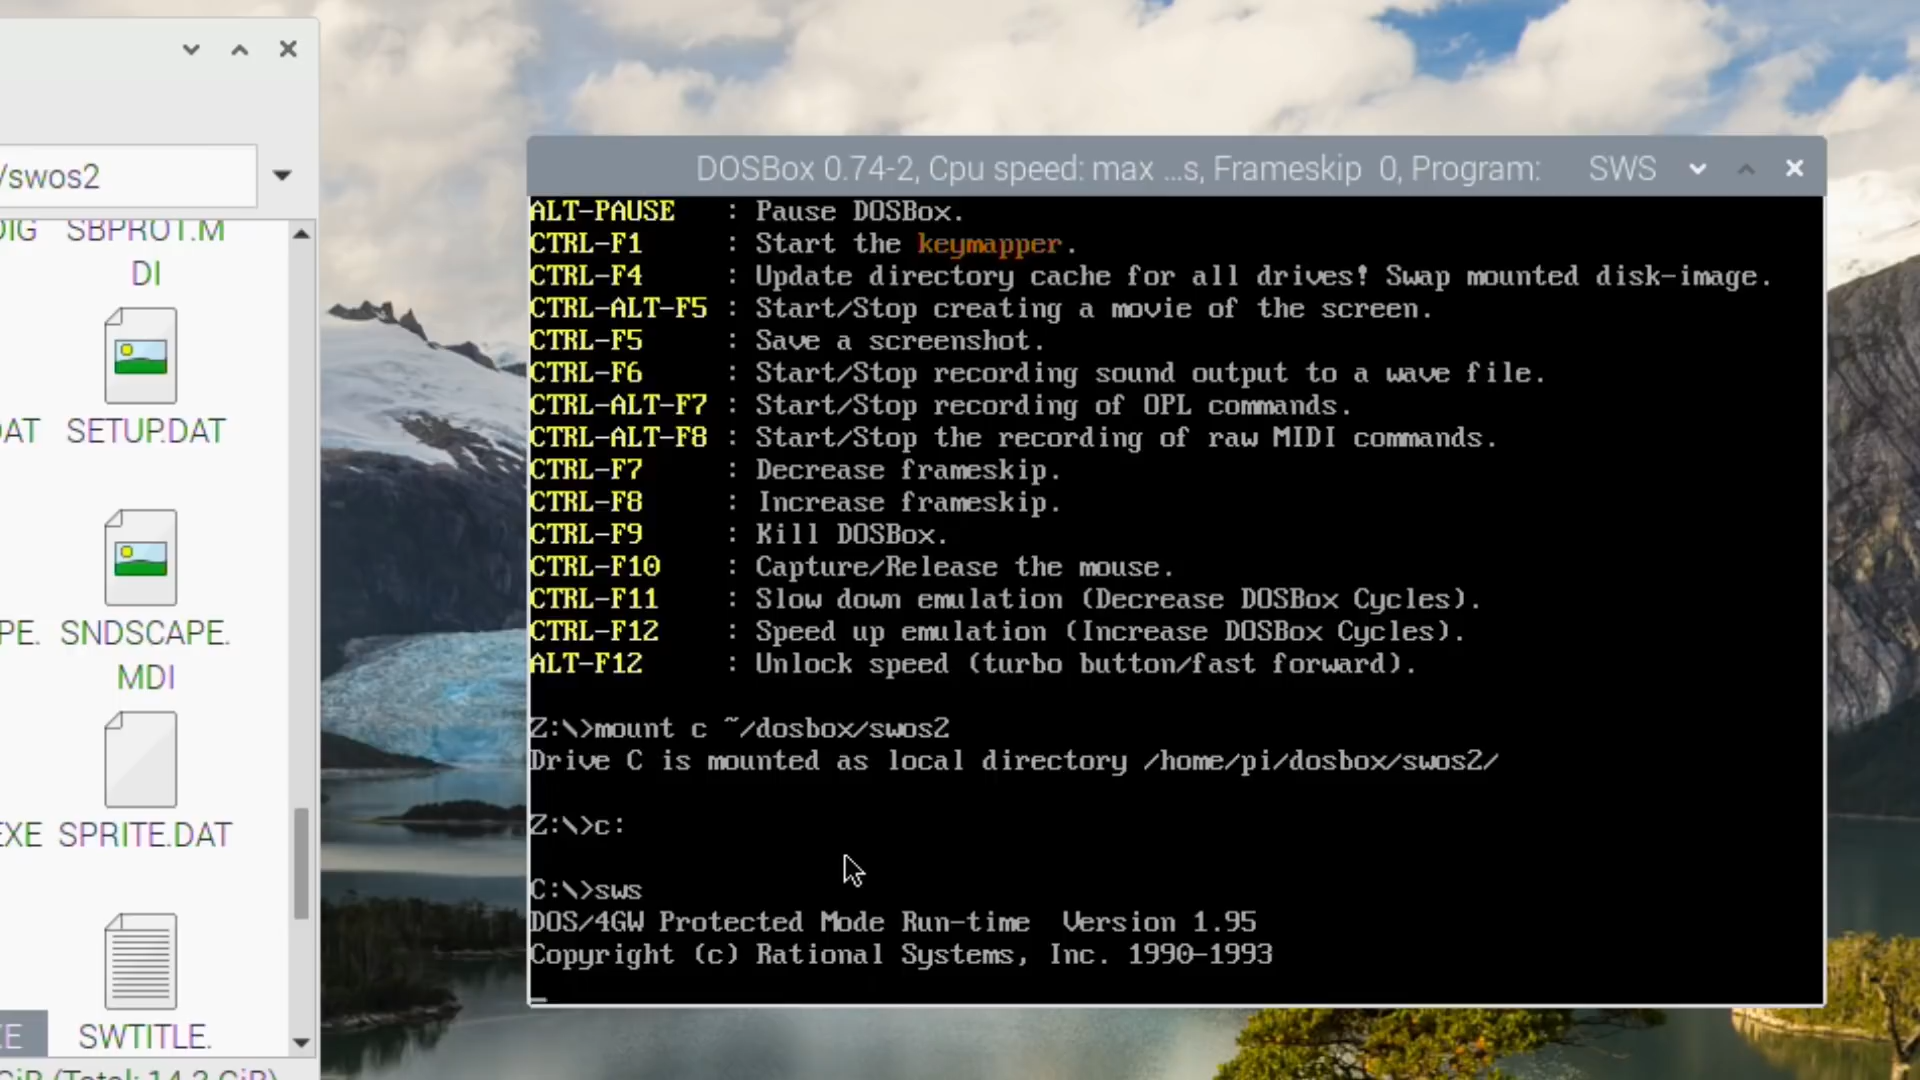 /swos2
SBPROT.M
DI
SETUP.DAT
SNDSCAPE.
MDI
SPRITE.DAT
SWTITLE.
DOSBox 0.74-2, Cpu speed: max ...s, Frameskip 0, Program: SWS
ALT-PAUSE : Pause DOSBox.
CTRL-F1 : Start the keymapper.
CTRL-F4 : Update directory cache for all drives! Swap mounted disk-image.
CTRL-ALT-F5 : Start/Stop creating a movie of the screen.
CTRL-F5 : Save a screenshot.
CTRL-F6 : Start/Stop recording sound output to a wave file.
CTRL-ALT-F7 : Start/Stop recording of OPL commands.
CTRL-ALT-F8 : Start/Stop the recording of raw MIDI commands.
CTRL-F7 : Decrease frameskip.
CTRL-F8 : Increase frameskip.
CTRL-F9 : Kill DOSBox.
CTRL-F10 : Capture/Release the mouse.
CTRL-F11 : Slow down emulation (Decrease DOSBox Cycles).
CTRL-F12 : Speed up emulation (Increase DOSBox Cycles).
ALT-F12 : Unlock speed (turbo button/fast forward).
Z:\>mount c ~/dosbox/swos2
Drive C is mounted as local directory /home/pi/dosbox/swos2/
Z:\>c:
C:\>sws
DOS/4GW Protected Mode Run-time Version 1.95
Copyright (c) Rational Systems, Inc. 1990-1993